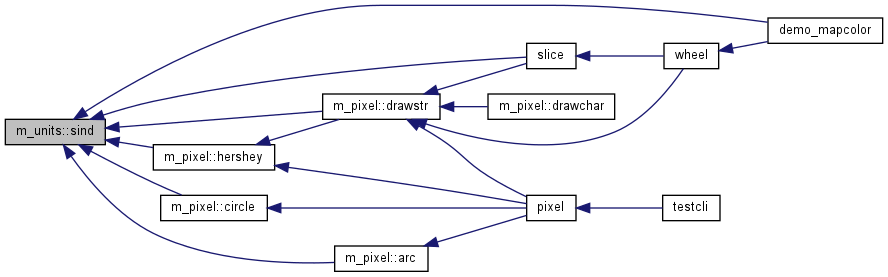 demo_mapcolor
slice
wheel
m_pixel::drawstr
m_pixel::drawchar
m_units::sind
m_pixel::hershey
m_pixel::circle
pixel
testcli
m_pixel::arc